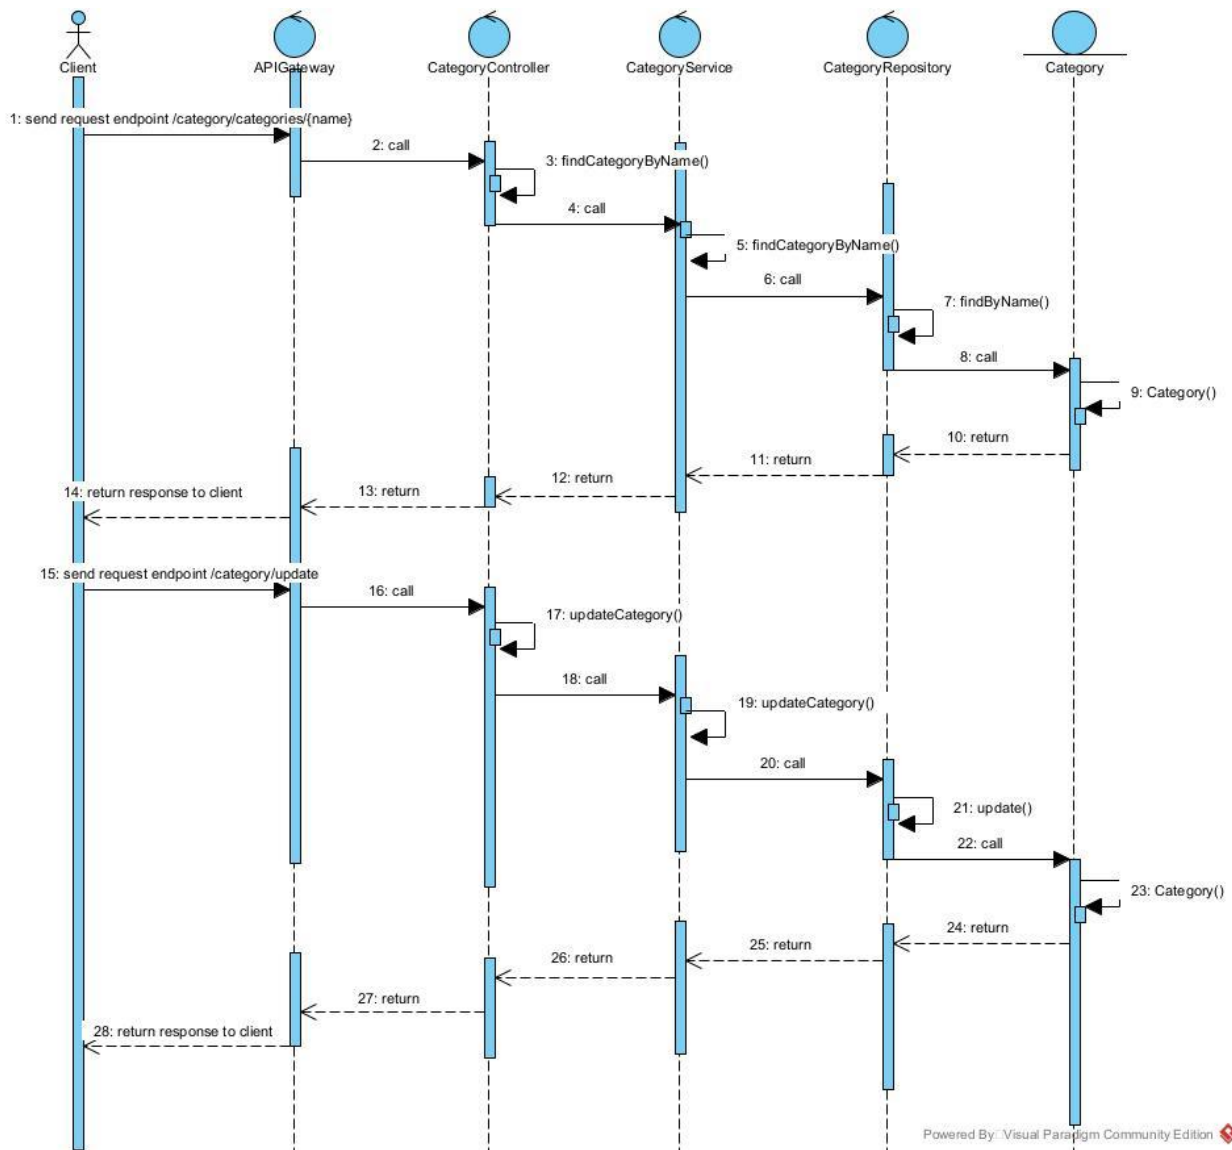 Client
APIGateway
CategoryController
CategoryService
CategoryRepository
Category
1: send request endpoint /category/categories/{name}
2: call
3: findCategoryByName()
4: call
5: findCategoryByName()
6: call
7: findByName()
8: call
9: Category()
10: return
11: return
12: return
13: return
14: return response to client
15: send request endpoint /category/update
16: call
17: updateCategory()
18: call
19: updateCategory()
20: call
21: update()
22: call
23: Category()
24: return
25: return
26: return
27: return
28: return response to client
Powered By Visual Paradigm Community Edition